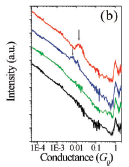 (b)
Intensity (a.u.)
1E-4 1E-3 0.01 0.1 1
Conductance (G₀)